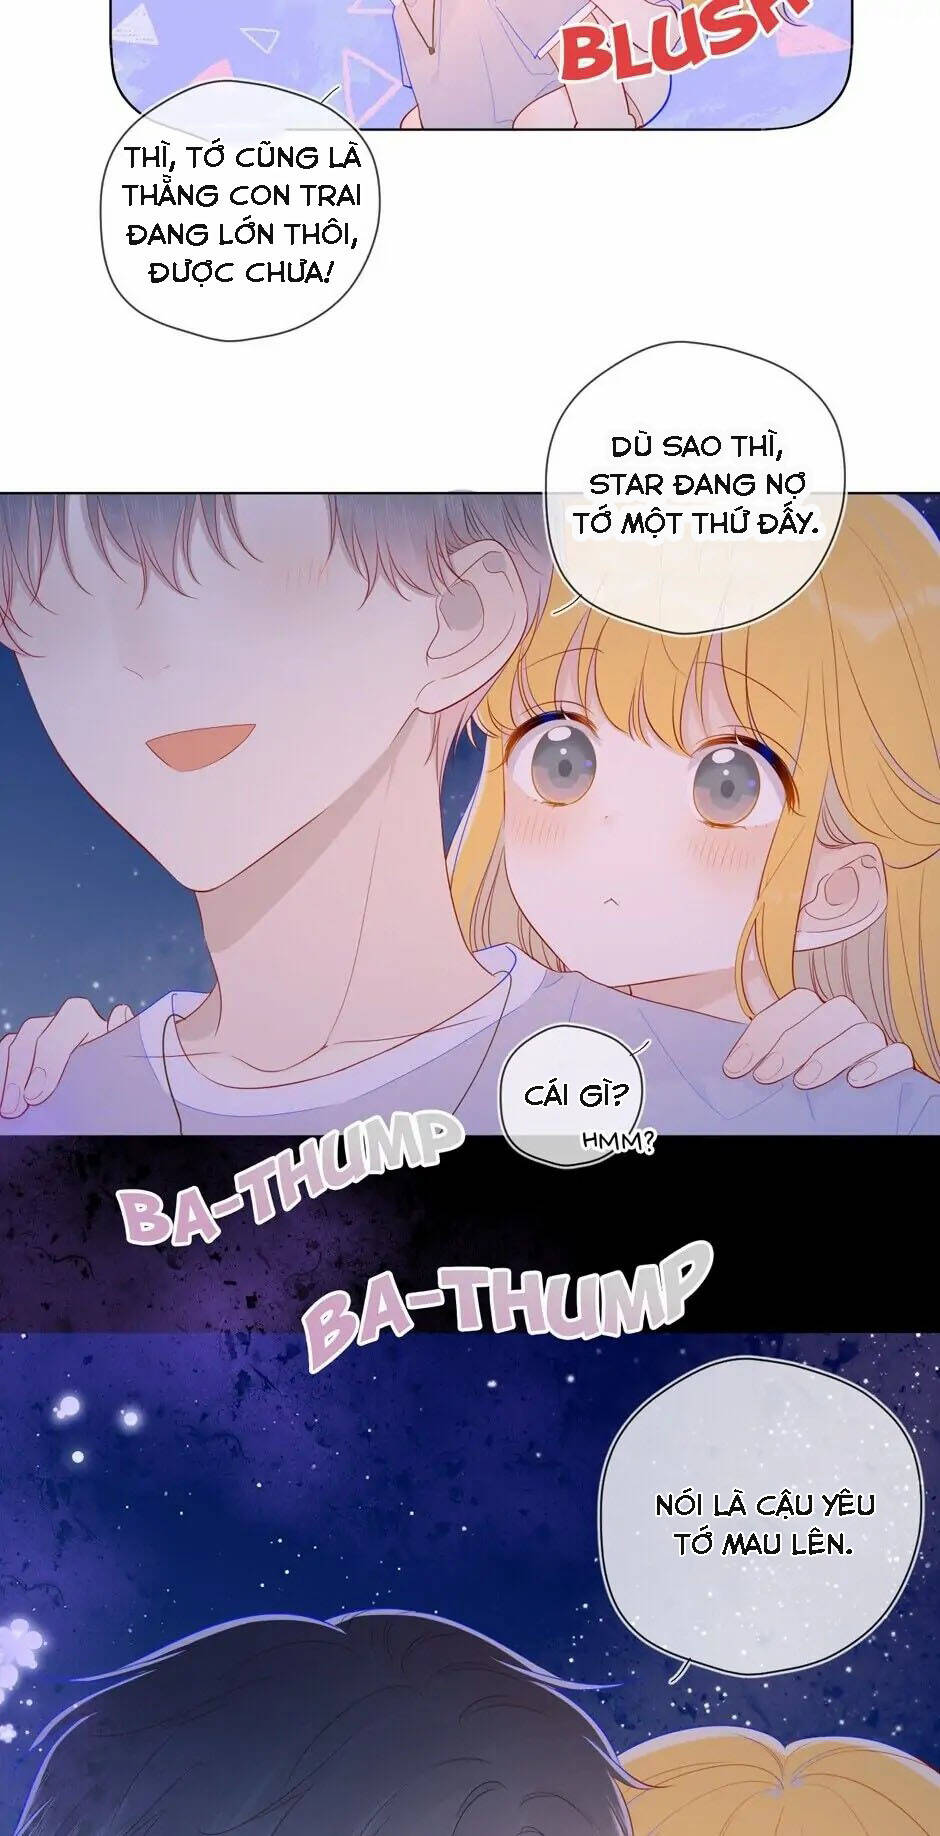 BLUSH
THÌ, TỚ CŨNG LÀ
THẰNG CON TRAI
ĐANG LỚN THÔI,
ĐƯỢC CHƯA!
DÙ SAO THÌ,
STAR ĐANG NỢ
TỚ MỘT THỨ ĐẤY.
CÁI GÌ?
HMM?
BA-THUMP
BA-THUMP
NÓI LÀ CẬU YÊU
TỚ MAU LÊN.